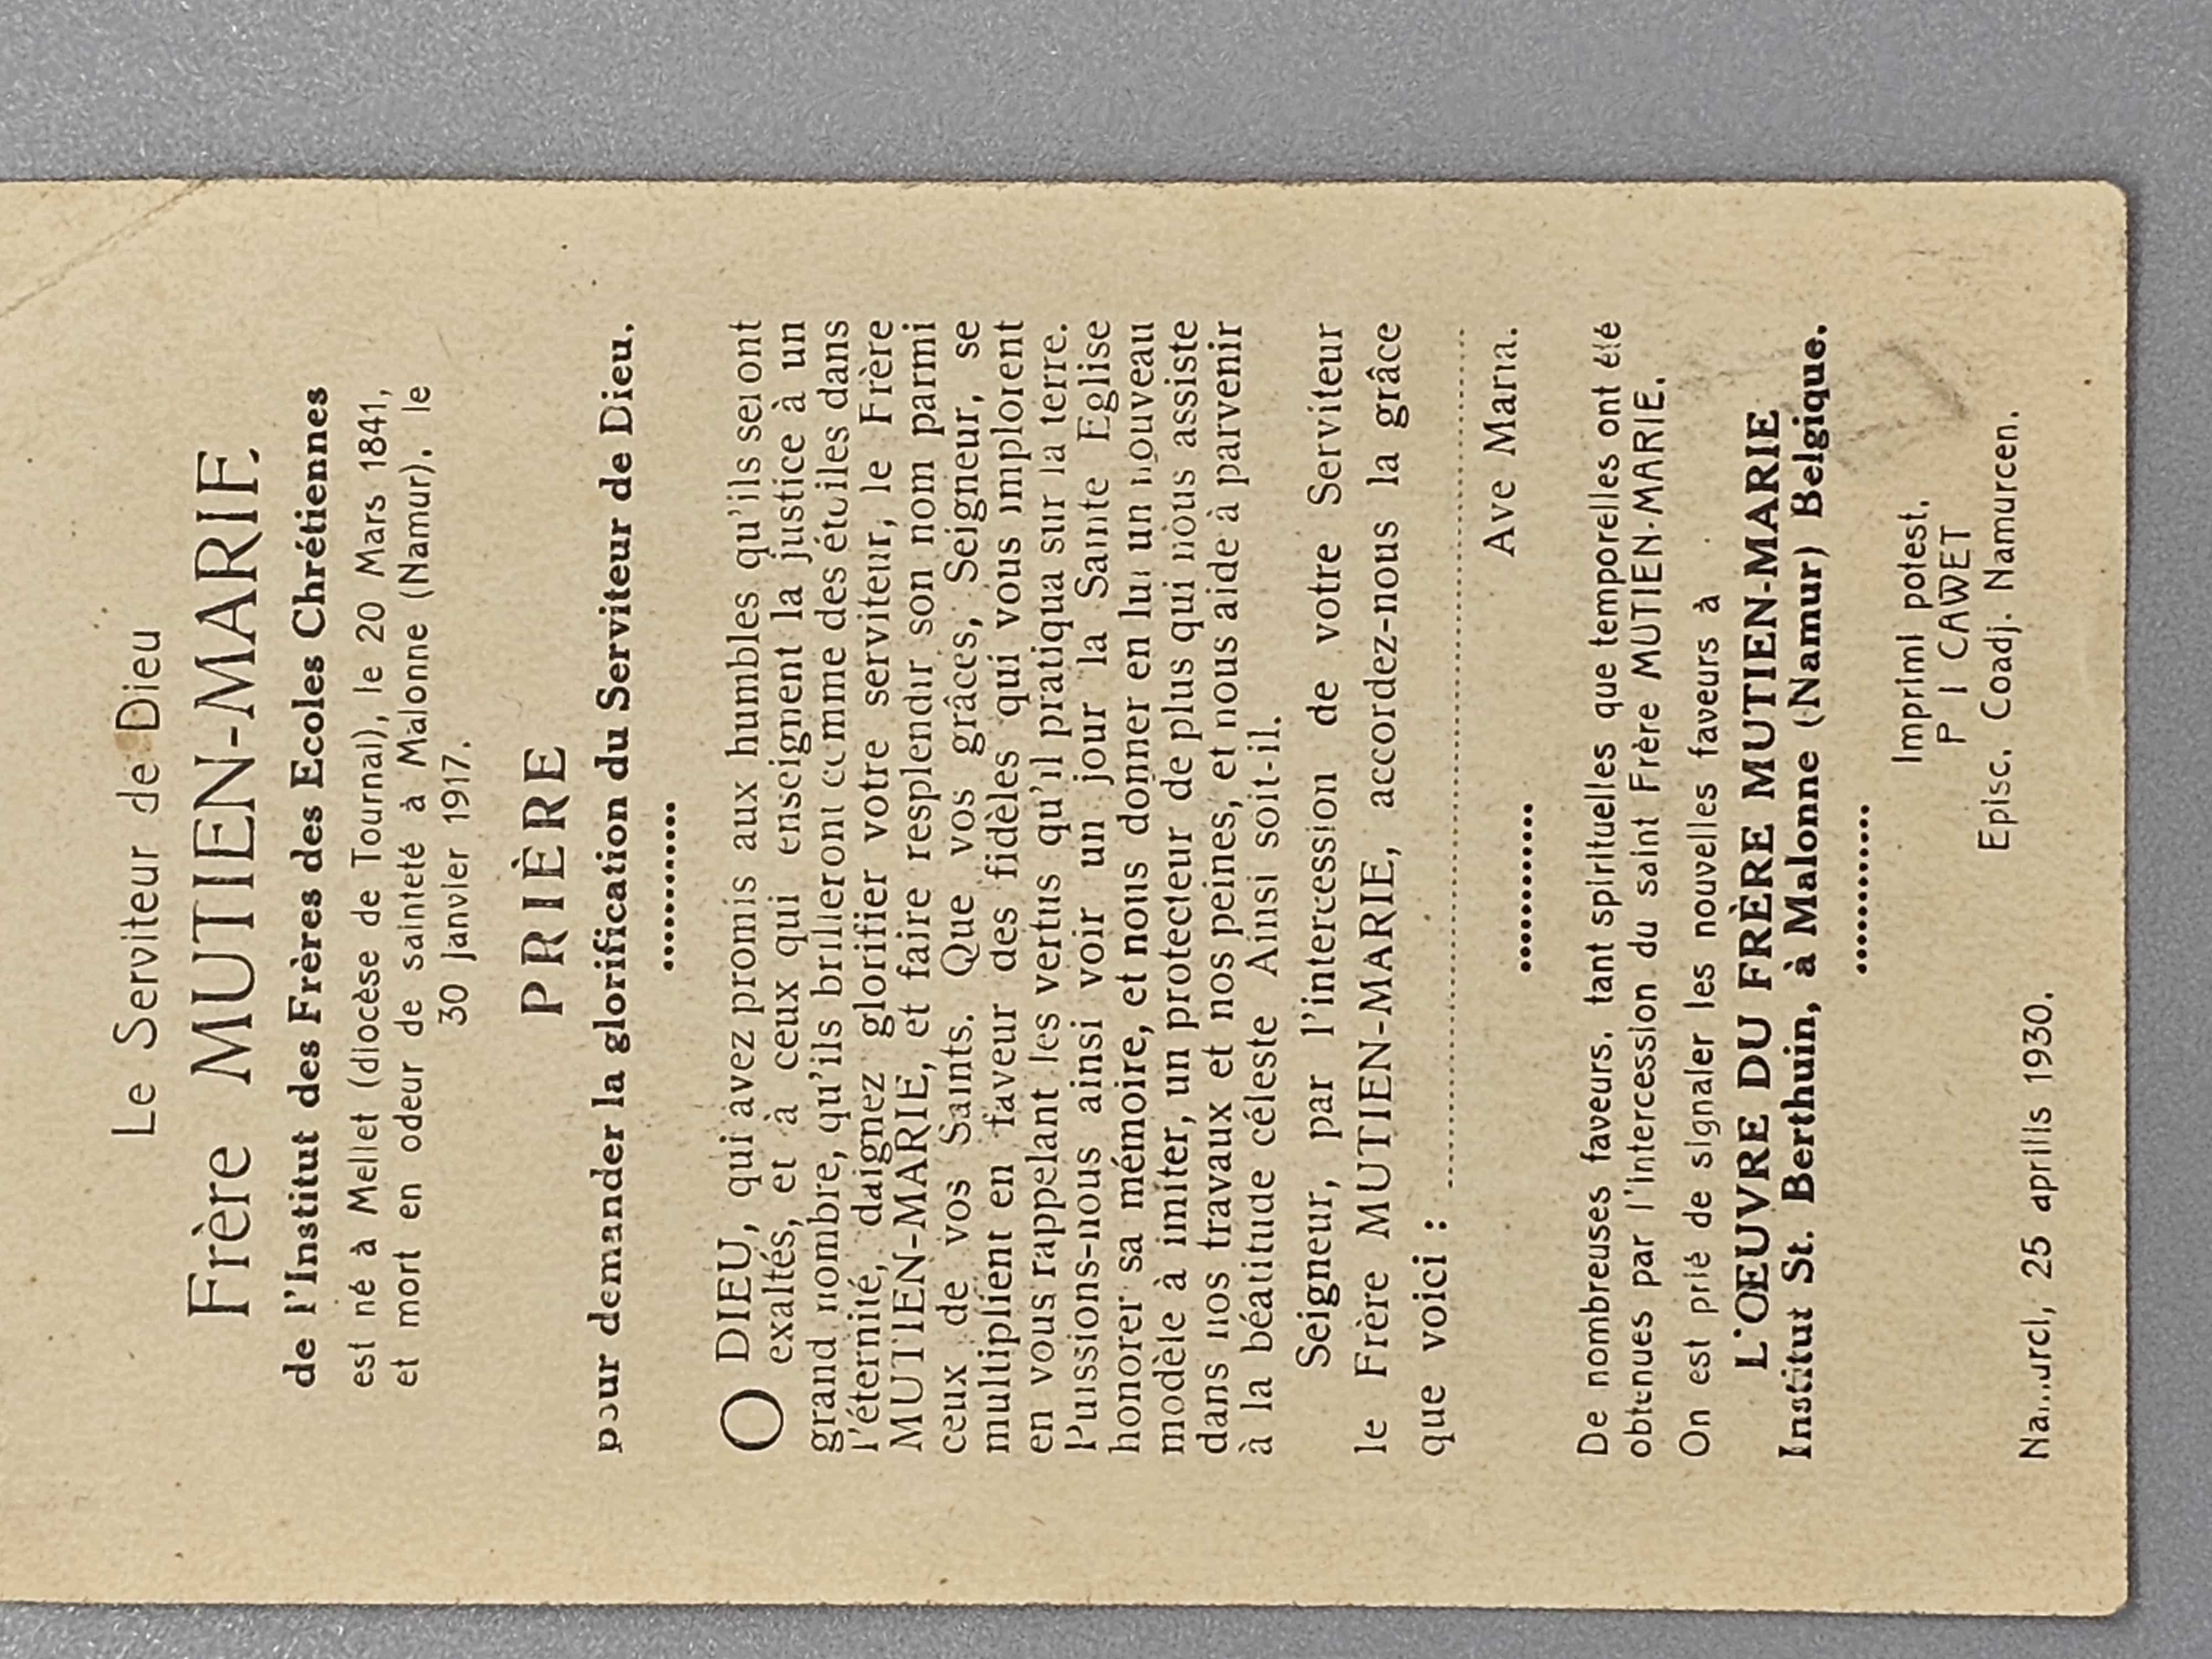 Le Serviteur de Dieu
Frère MUTIEN-MARIE
de l'Institut des Frères des Ecoles Chrétiennes
est né à Mellet (diocèse de Tournai), le 20 Mars 1841,
et mort en odeur de sainteté à Malonne (Namur), le
30 janvier 1917.
PRIÈRE
pour demander la glorification du Serviteur de Dieu.
O DIEU, qui avez promis aux humbles qu'ils seront
exaltés, et à ceux qui enseignent la justice à un
grand nombre, qu'ils brilleront comme des étoiles dans
l'éternité, daignez glorifier votre serviteur, le Frère
MUTIEN-MARIE, et faire resplendir son nom parmi
ceux de vos Saints. Que vos grâces, Seigneur, se
multiplient en faveur des fidèles qui vous implorent
en vous rappelant les vertus qu'il pratiqua sur la terre.
Puissions-nous ainsi voir un jour la Sainte Eglise
honorer sa mémoire, et nous donner en lui un nouveau
modèle à imiter, un protecteur de plus qui nous assiste
dans nos travaux et nos peines, et nous aide à parvenir
à la béatitude céleste Ainsi soit-il.
Seigneur, par l'intercession de votre Serviteur
le Frère MUTIEN-MARIE, accordez-nous la grâce
que voici : ................................................
Ave Maria.
De nombreuses faveurs, tant spirituelles que temporelles ont été
obtenues par l'intercession du saint Frère MUTIEN-MARIE.
On est prié de signaler les nouvelles faveurs à
L'ŒUVRE DU FRÈRE MUTIEN-MARIE
Institut St. Berthuin, à Malonne (Namur) Belgique.
Imprimi potest.
P I CAWET
Episc. Coadj. Namurcen.
Namurci, 25 aprilis 1930.